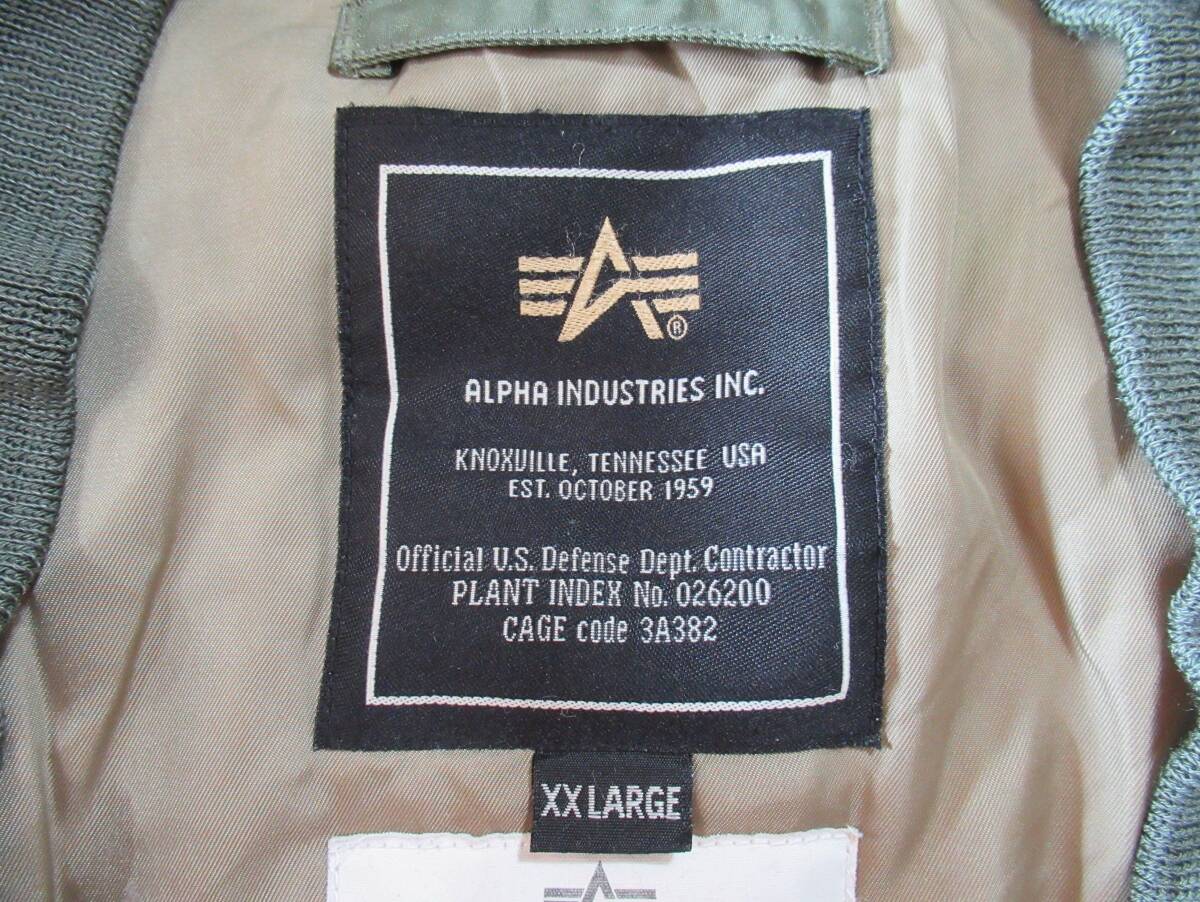 ®
ALPHA INDUSTRIES INC.
KNOXVILLE, TENNESSEE USA
EST. OCTOBER 1959
Official U.S. Defense Dept. Contractor
PLANT INDEX No. 026200
CAGE code 3A382
XX LARGE